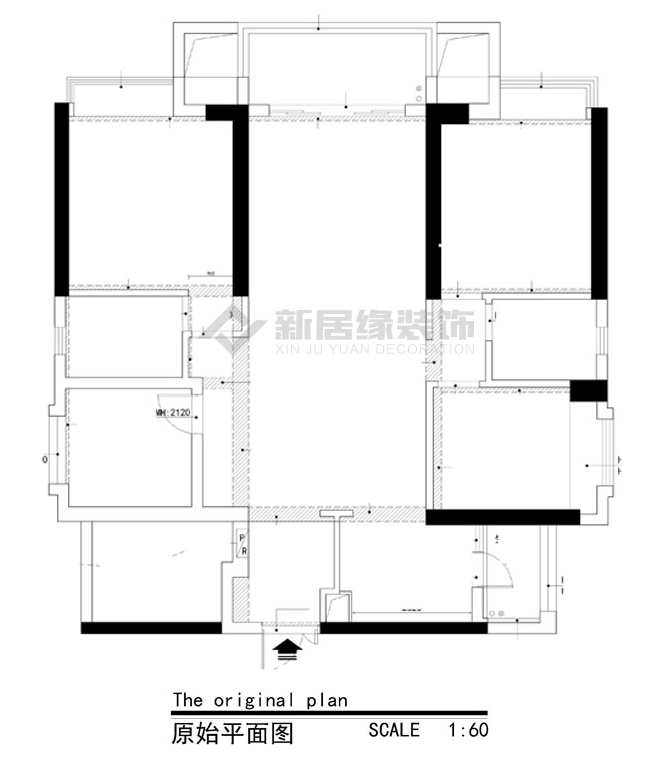 新居缘装饰
XIN JU YUAN DECORATION
WH:2120
P
R
The original plan
原始平面图 SCALE 1:60